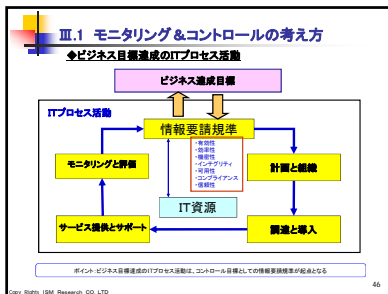 Ⅲ.1 モニタリング＆コントロールの考え方
◆ビジネス目標達成のITプロセス活動
ビジネス達成目標
ITプロセス活動
情報要請規準
・有効性
・効率性
・機密性
・インテグリティ
・可用性
・コンプライアンス
・信頼性
モニタリングと評価
計画と組織
IT資源
サービス提供とサポート
調達と導入
ポイント：ビジネス目標達成のITプロセス活動は、コントロール目標としての情報要請規準が起点となる
46
Copy Rights ISM Research CO. LTD